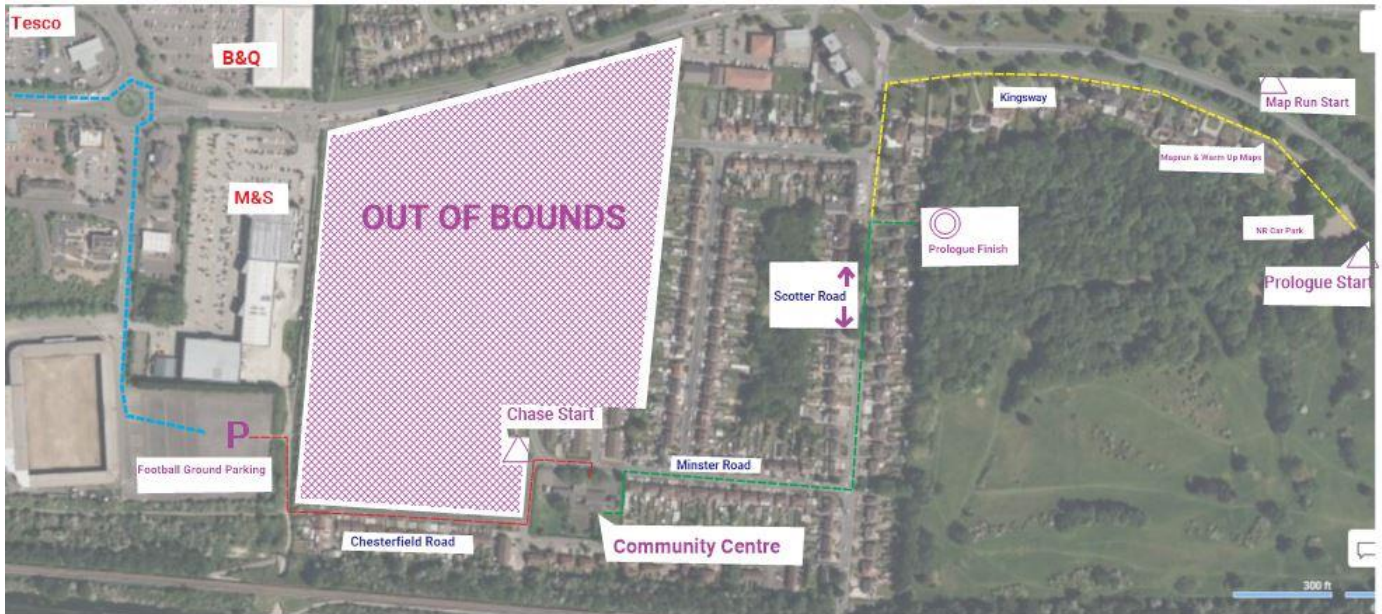 Tesco
B&Q
Kingsway
Map Run Start
Maprun & Warm Up Maps
M&S
OUT OF BOUNDS
NR Car Park
Prologue Finish
Prologue Start
Scotter Road
Chase Start
P
Football Ground Parking
Minster Road
Chesterfield Road
Community Centre
300 ft